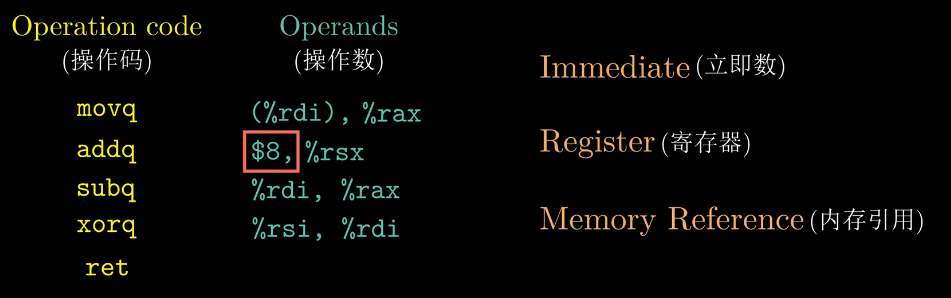 Operation code
(操作码)
Operands
(操作数)
movq (%rdi), %rax
addq $8, %rsx
subq %rdi, %rax
xorq %rsi, %rdi
ret
Immediate (立即数)
Register (寄存器)
Memory Reference (内存引用)